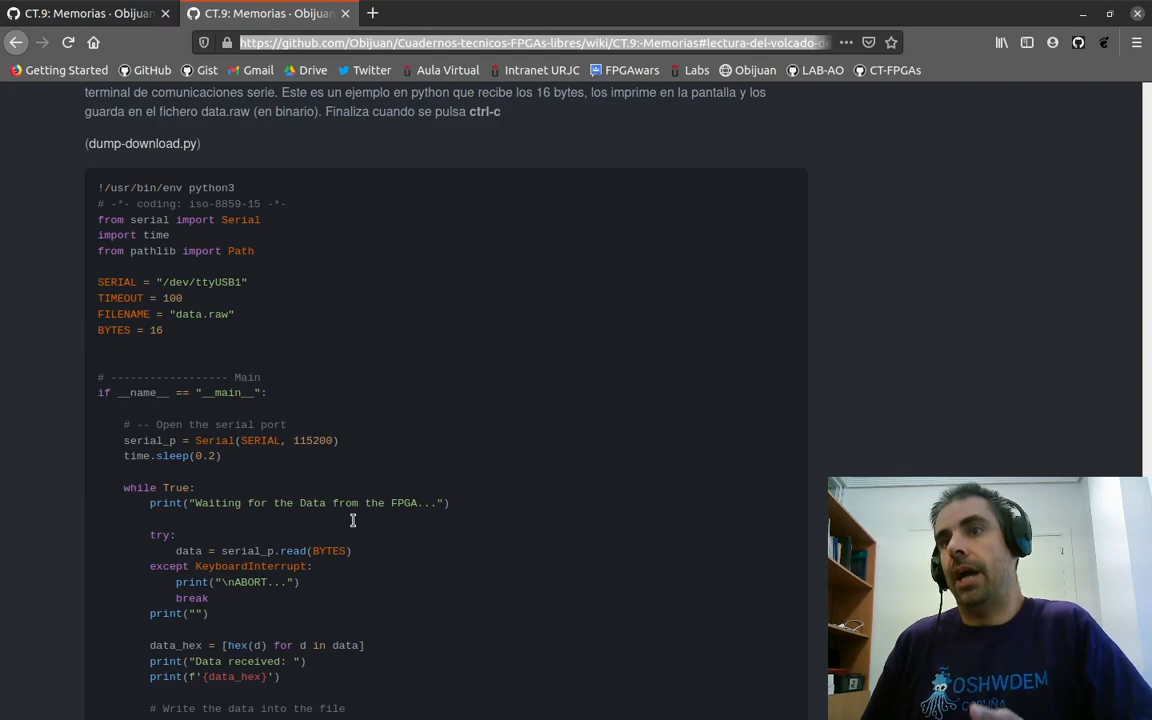 CT.9: Memorias · Obijuan
CT.9: Memorias · Obijuan
https://github.com/Obijuan/Cuadernos-tecnicos-FPGAs-libres/wiki/CT.9:-Memorias#lectura-del-volcado-d
Getting Started GitHub Gist Gmail Drive Twitter Aula Virtual Intranet URJC FPGAwars Labs Obijuan LAB-AO CT-FPGAs
terminal de comunicaciones serie. Este es un ejemplo en python que recibe los 16 bytes, los imprime en la pantalla y los
guarda en el fichero data.raw (en binario). Finaliza cuando se pulsa ctrl-c
(dump-download.py)
!/usr/bin/env python3
# -*- coding: iso-8859-15 -*-
from serial import Serial
import time
from pathlib import Path
SERIAL = "/dev/ttyUSB1"
TIMEOUT = 100
FILENAME = "data.raw"
BYTES = 16
# ------------------ Main
if __name__ == "__main__":
# -- Open the serial port
serial_p = Serial(SERIAL, 115200)
time.sleep(0.2)
while True:
print("Waiting for the Data from the FPGA...")
try:
data = serial_p.read(BYTES)
except KeyboardInterrupt:
print("\nABORT...")
break
print("")
data_hex = [hex(d) for d in data]
print("Data received: ")
print(f'{data_hex}')
# Write the data into the file
OSHWDEM
CORUÑA